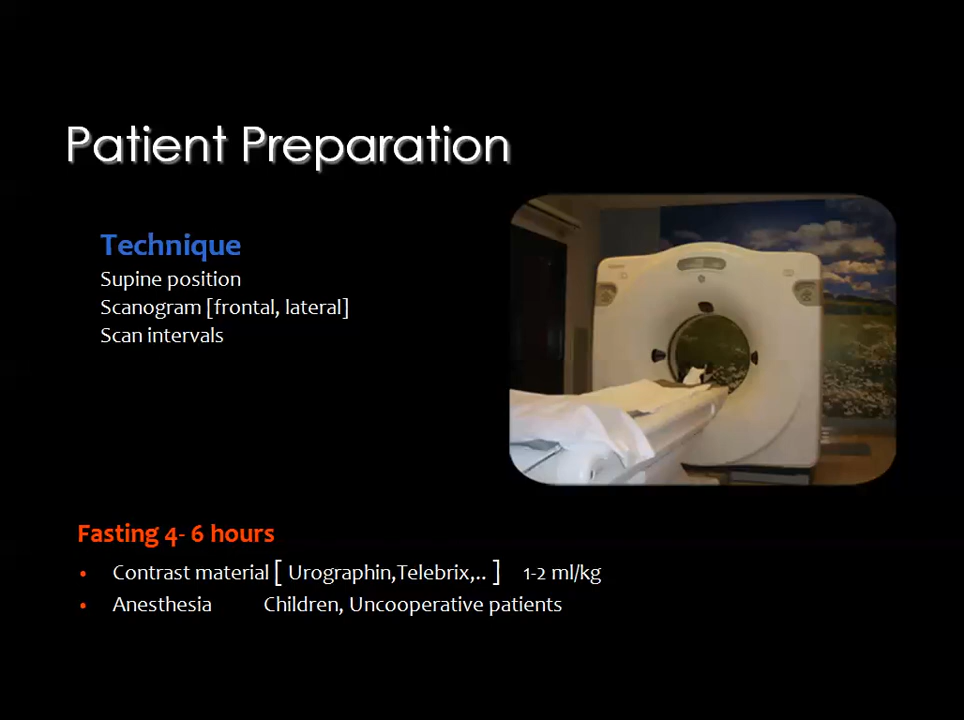 Patient Preparation
Technique
Supine position
Scanogram [frontal, lateral]
Scan intervals
Fasting 4- 6 hours
• Contrast material [ Urographin,Telebrix,.. ] 1-2 ml/kg
• Anesthesia Children, Uncooperative patients